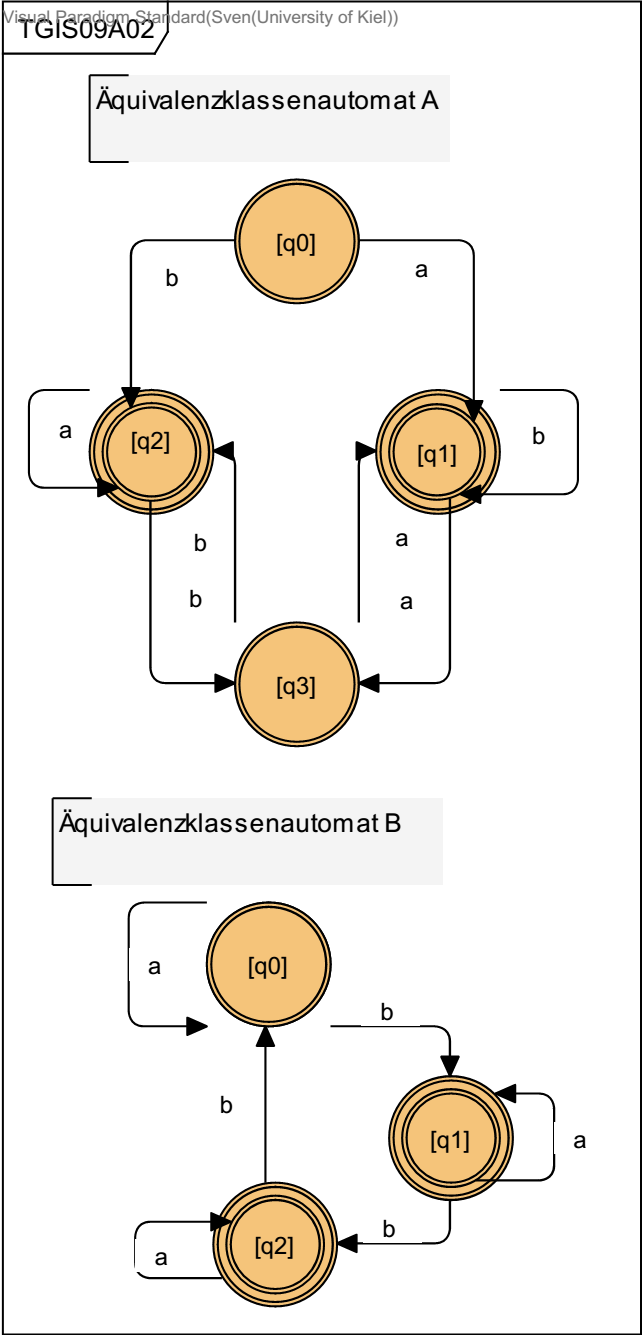 Visual Paradigm Standard(Sven(University of Kiel))
TGIS09A02
Äquivalenzklassenautomat A
[q0]
b
a
a
[q2]
[q1]
b
b
a
b
a
[q3]
Äquivalenzklassenautomat B
[q0]
a
b
b
[q1]
a
b
[q2]
a